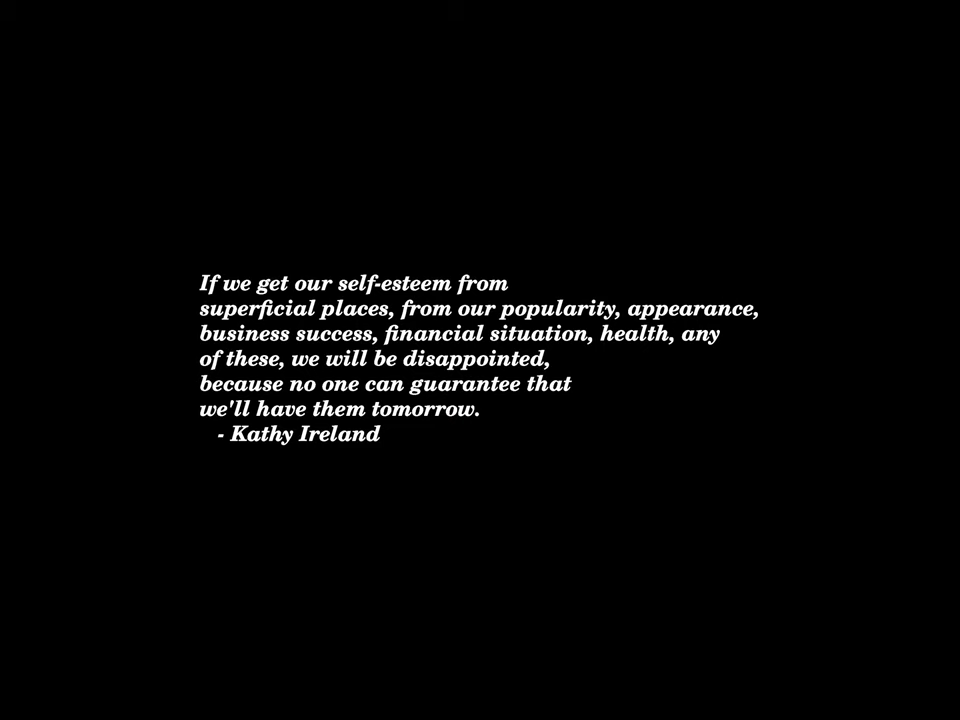 If we get our self-esteem from
superficial places, from our popularity, appearance,
business success, financial situation, health, any
of these, we will be disappointed,
because no one can guarantee that
we'll have them tomorrow.
- Kathy Ireland